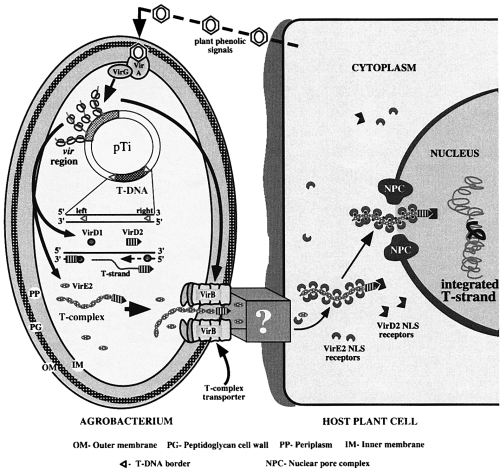 plant phenolic
signals
VirG
Vir
A
CYTOPLASM
vir
region
pTi
NUCLEUS
T-DNA
NPC
5' left right 3'
3' 5'
VirD1 VirD2
5' 3'
3' 5'
T-strand
NPC
integrated
T-strand
VirE2
PP
T-complex
VirB
?
PG
VirB
VirD2 NLS
receptors
VirE2 NLS
receptors
OM
IM
T-complex
transporter
AGROBACTERIUM
HOST PLANT CELL
OM- Outer membrane PG- Peptidoglycan cell wall PP- Periplasm IM- Inner membrane
- T-DNA border NPC- Nuclear pore complex